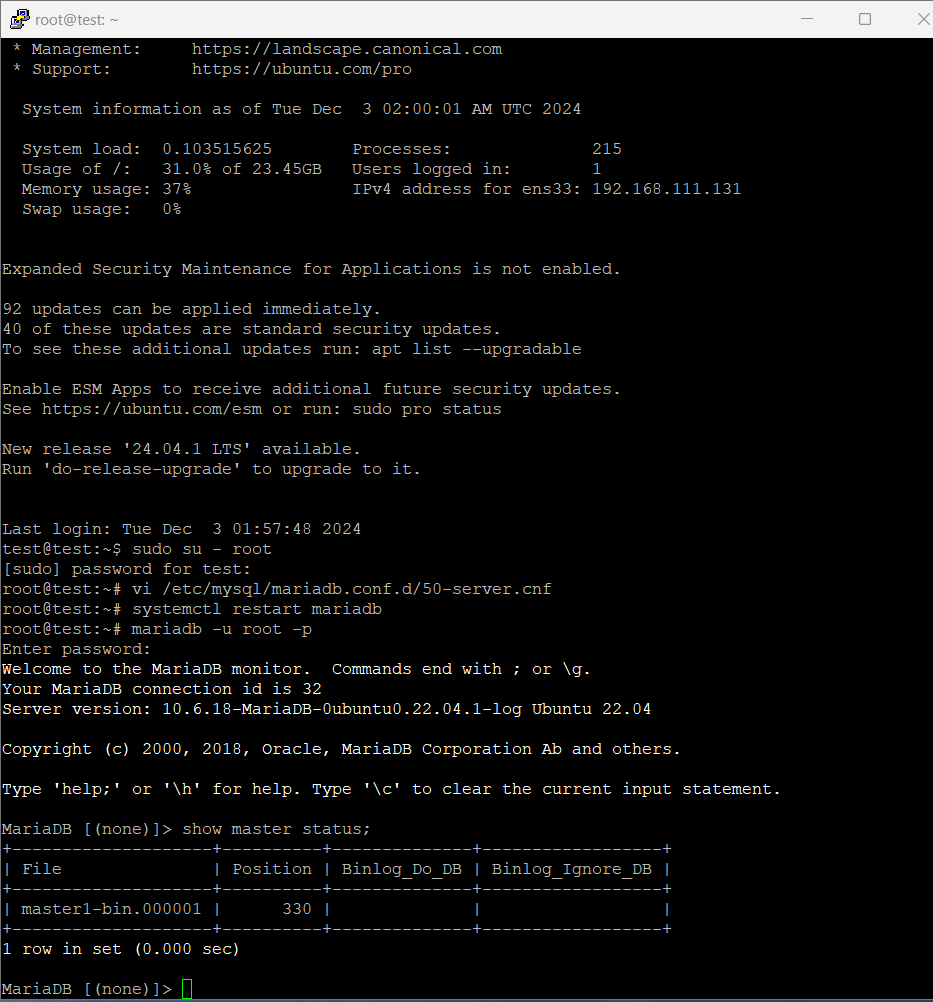 root@test: ~
* Management:     https://landscape.canonical.com
* Support:        https://ubuntu.com/pro
System information as of Tue Dec  3 02:00:01 AM UTC 2024
System load:  0.103515625        Processes:              215
Usage of /:   31.0% of 23.45GB   Users logged in:        1
Memory usage: 37%                IPv4 address for ens33: 192.168.111.131
Swap usage:   0%
Expanded Security Maintenance for Applications is not enabled.
92 updates can be applied immediately.
40 of these updates are standard security updates.
To see these additional updates run: apt list --upgradable
Enable ESM Apps to receive additional future security updates.
See https://ubuntu.com/esm or run: sudo pro status
New release '24.04.1 LTS' available.
Run 'do-release-upgrade' to upgrade to it.
Last login: Tue Dec  3 01:57:48 2024
test@test:~$ sudo su - root
[sudo] password for test:
root@test:~# vi /etc/mysql/mariadb.conf.d/50-server.cnf
root@test:~# systemctl restart mariadb
root@test:~# mariadb -u root -p
Enter password:
Welcome to the MariaDB monitor.  Commands end with ; or \g.
Your MariaDB connection id is 32
Server version: 10.6.18-MariaDB-0ubuntu0.22.04.1-log Ubuntu 22.04
Copyright (c) 2000, 2018, Oracle, MariaDB Corporation Ab and others.
Type 'help;' or '\h' for help. Type '\c' to clear the current input statement.
MariaDB [(none)]> show master status;
+--------------------+----------+--------------+------------------+
| File               | Position | Binlog_Do_DB | Binlog_Ignore_DB |
+--------------------+----------+--------------+------------------+
| master1-bin.000001 |      330 |              |                  |
+--------------------+----------+--------------+------------------+
1 row in set (0.000 sec)
MariaDB [(none)]>